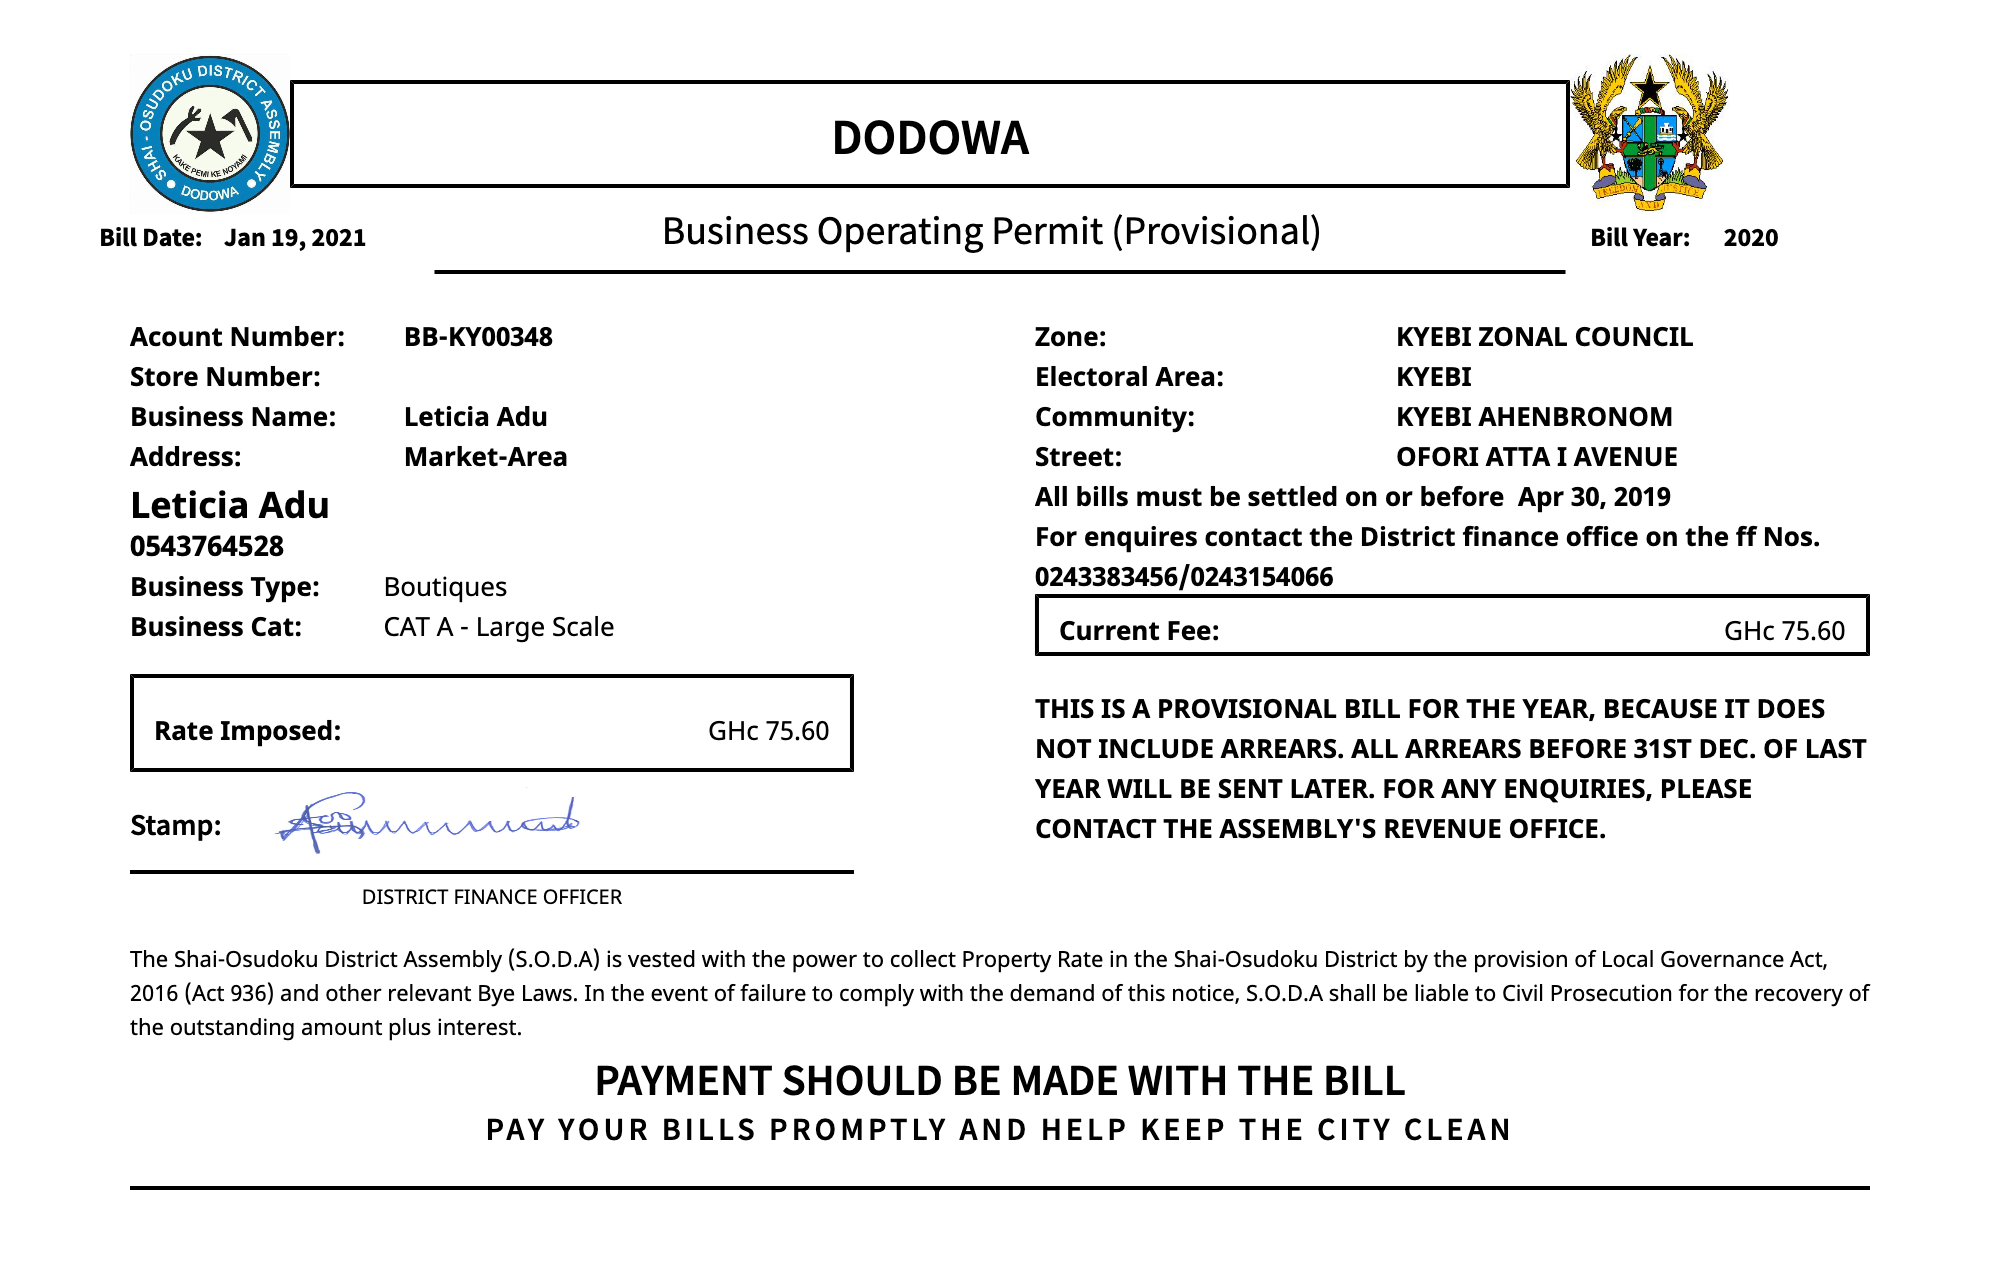 SHAI - OSUDOKU DISTRICT ASSEMBLY
KAKE PEMI KE NOYAMI
DODOWA
DODOWA
FREEDOM AND JUSTICE
Bill Date: Jan 19, 2021
Business Operating Permit (Provisional)
Bill Year: 2020
Acount Number: BB-KY00348
Store Number:
Business Name: Leticia Adu
Address: Market-Area
Leticia Adu
0543764528
Business Type: Boutiques
Business Cat: CAT A - Large Scale
Rate Imposed: GHc 75.60
Stamp:
DISTRICT FINANCE OFFICER
Zone: KYEBI ZONAL COUNCIL
Electoral Area: KYEBI
Community: KYEBI AHENBRONOM
Street: OFORI ATTA I AVENUE
All bills must be settled on or before Apr 30, 2019
For enquires contact the District finance office on the ff Nos.
0243383456/0243154066
Current Fee: GHc 75.60
THIS IS A PROVISIONAL BILL FOR THE YEAR, BECAUSE IT DOES
NOT INCLUDE ARREARS. ALL ARREARS BEFORE 31ST DEC. OF LAST
YEAR WILL BE SENT LATER. FOR ANY ENQUIRIES, PLEASE
CONTACT THE ASSEMBLY'S REVENUE OFFICE.
The Shai-Osudoku District Assembly (S.O.D.A) is vested with the power to collect Property Rate in the Shai-Osudoku District by the provision of Local Governance Act,
2016 (Act 936) and other relevant Bye Laws. In the event of failure to comply with the demand of this notice, S.O.D.A shall be liable to Civil Prosecution for the recovery of
the outstanding amount plus interest.
PAYMENT SHOULD BE MADE WITH THE BILL
PAY YOUR BILLS PROMPTLY AND HELP KEEP THE CITY CLEAN